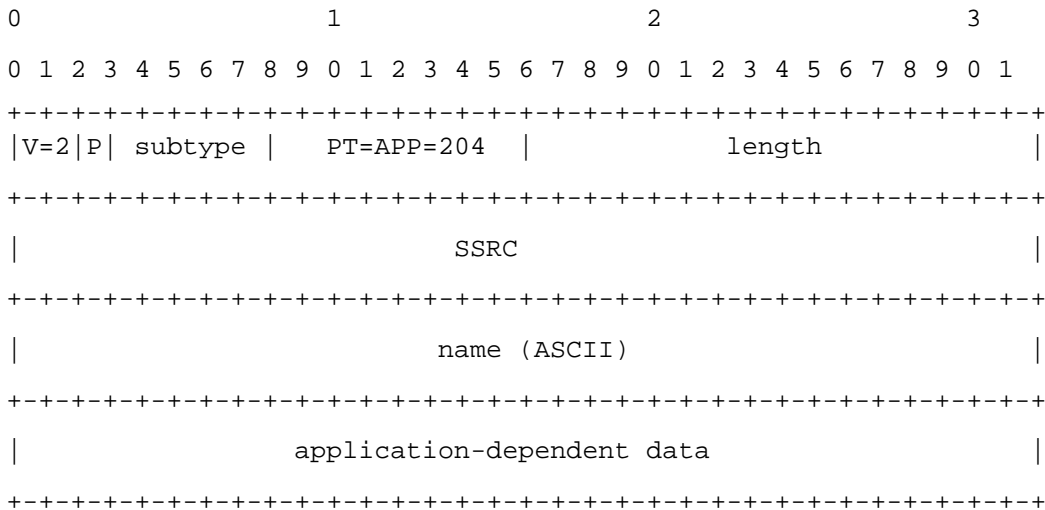 0                   1                   2                   3
0 1 2 3 4 5 6 7 8 9 0 1 2 3 4 5 6 7 8 9 0 1 2 3 4 5 6 7 8 9 0 1
+-+-+-+-+-+-+-+-+-+-+-+-+-+-+-+-+-+-+-+-+-+-+-+-+-+-+-+-+-+-+-+-+
|V=2|P| subtype |   PT=APP=204  |            length             |
+-+-+-+-+-+-+-+-+-+-+-+-+-+-+-+-+-+-+-+-+-+-+-+-+-+-+-+-+-+-+-+-+
|                           SSRC                                |
+-+-+-+-+-+-+-+-+-+-+-+-+-+-+-+-+-+-+-+-+-+-+-+-+-+-+-+-+-+-+-+-+
|                          name (ASCII)                         |
+-+-+-+-+-+-+-+-+-+-+-+-+-+-+-+-+-+-+-+-+-+-+-+-+-+-+-+-+-+-+-+-+
|                 application-dependent data                    |
+-+-+-+-+-+-+-+-+-+-+-+-+-+-+-+-+-+-+-+-+-+-+-+-+-+-+-+-+-+-+-+-+